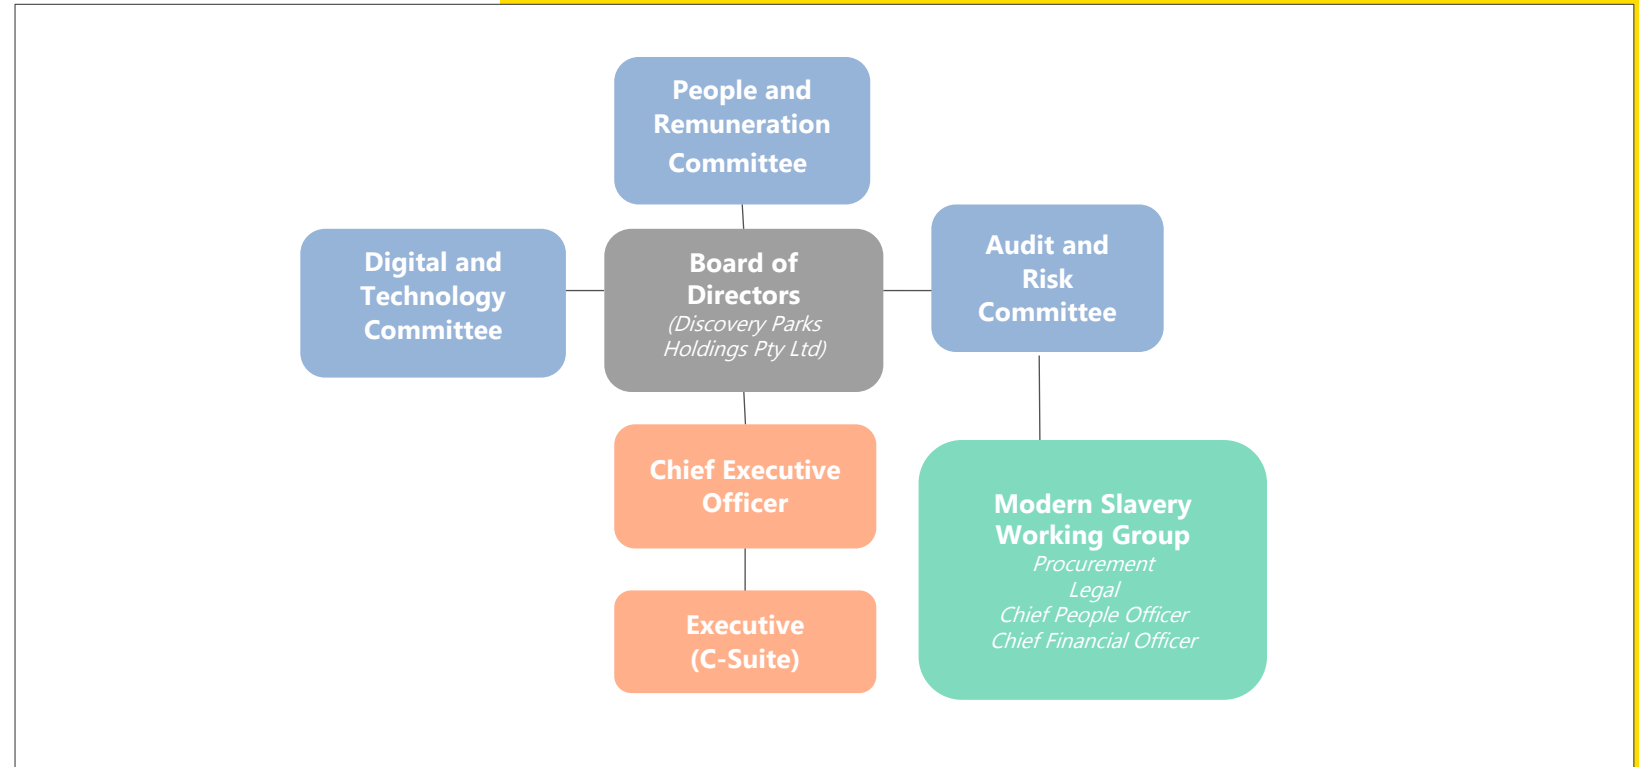 People and
Remuneration
Committee
Digital and
Technology
Committee
Board of
Directors
(Discovery Parks
Holdings Pty Ltd)
Audit and
Risk
Committee
Chief Executive
Officer
Executive
(C-Suite)
Modern Slavery
Working Group
Procurement
Legal
Chief People Officer
Chief Financial Officer